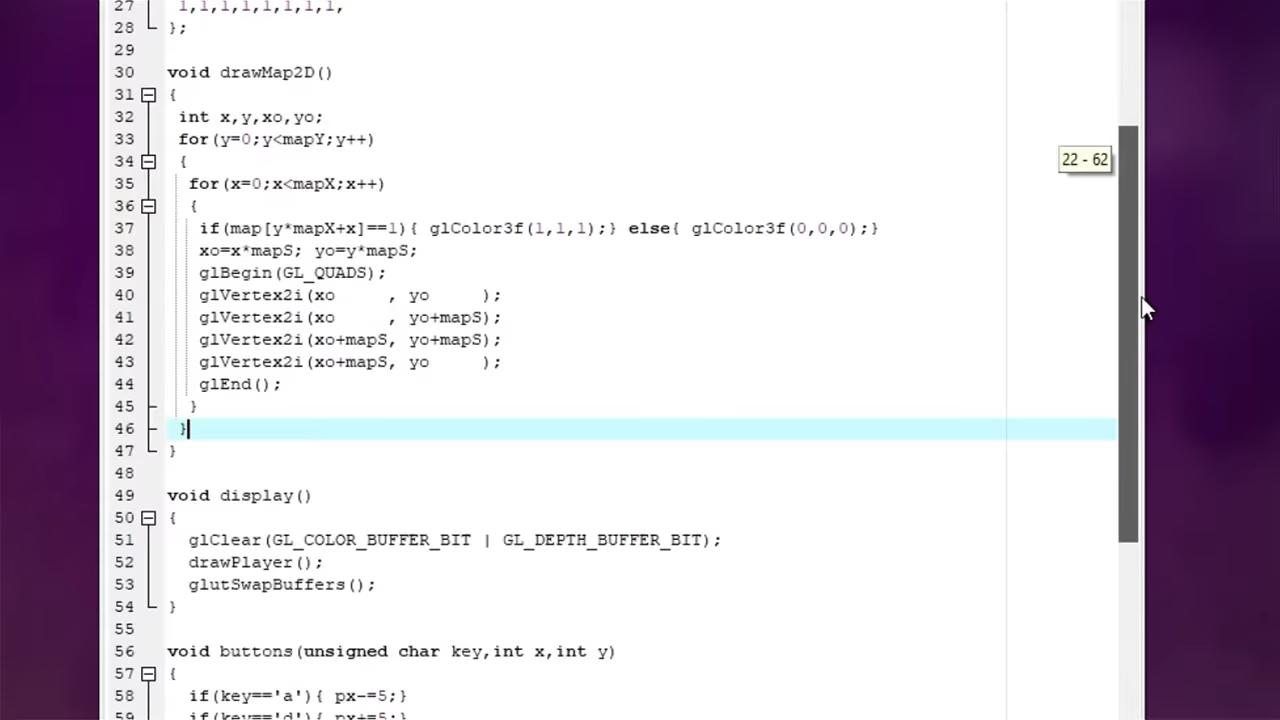 27 1,1,1,1,1,1,1,1,
28 };
29
30 void drawMap2D()
31 {
32 int x,y,xo,yo;
33 for(y=0;y<mapY;y++)
34 {
35 for(x=0;x<mapX;x++)
36 {
37 if(map[y*mapX+x]==1){ glColor3f(1,1,1);} else{ glColor3f(0,0,0);}
38 xo=x*mapS; yo=y*mapS;
39 glBegin(GL_QUADS);
40 glVertex2i(xo     , yo     );
41 glVertex2i(xo     , yo+mapS);
42 glVertex2i(xo+mapS, yo+mapS);
43 glVertex2i(xo+mapS, yo     );
44 glEnd();
45 }
46 }
47 }
48
49 void display()
50 {
51 glClear(GL_COLOR_BUFFER_BIT | GL_DEPTH_BUFFER_BIT);
52 drawPlayer();
53 glutSwapBuffers();
54 }
55
56 void buttons(unsigned char key,int x,int y)
57 {
58 if(key=='a'){ px-=5;}
59 if(key=='d'){ px+=5;}
22 - 62